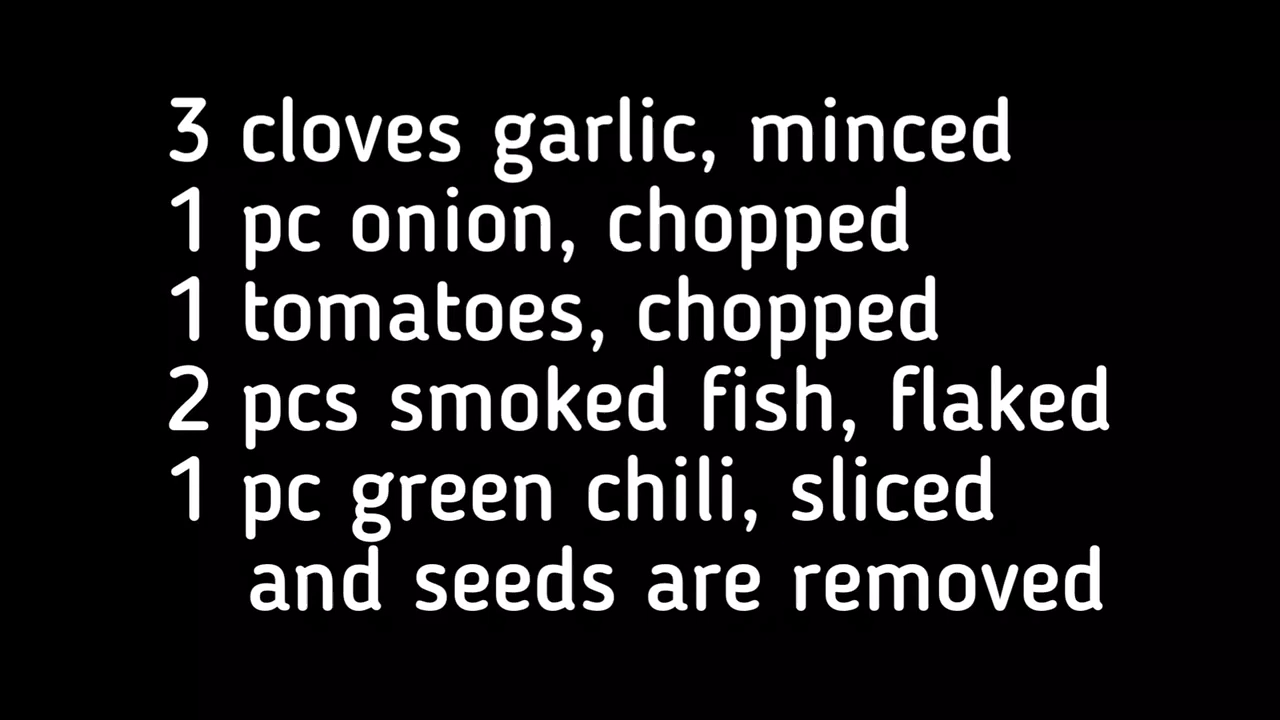 3 cloves garlic, minced
1 pc onion, chopped
1 tomatoes, chopped
2 pcs smoked fish, flaked
1 pc green chili, sliced
and seeds are removed